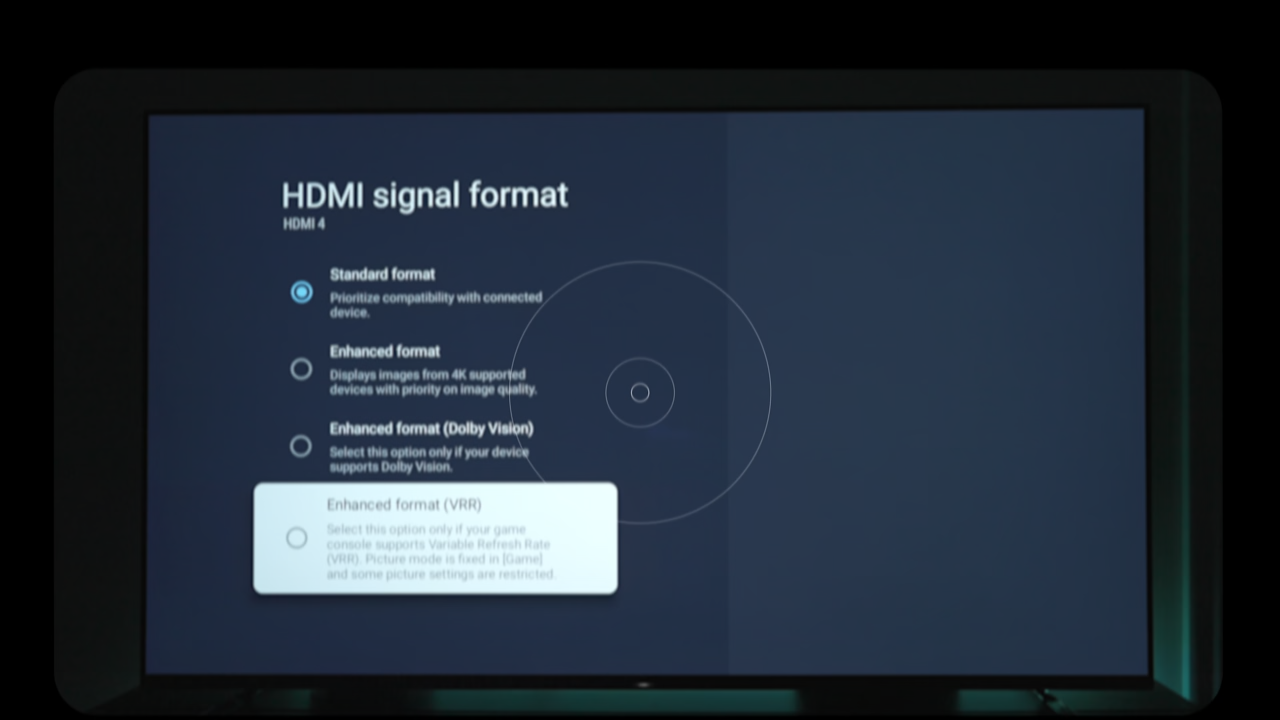 HDMI signal format
HDMI 4
Standard format
Prioritize compatibility with connected
device.
Enhanced format
Displays images from 4K supported
devices with priority on image quality.
Enhanced format (Dolby Vision)
Select this option only if your device
supports Dolby Vision.
Enhanced format (VRR)
Select this option only if your game
console supports Variable Refresh Rate
(VRR). Picture mode is fixed in [Game]
and some picture settings are restricted.